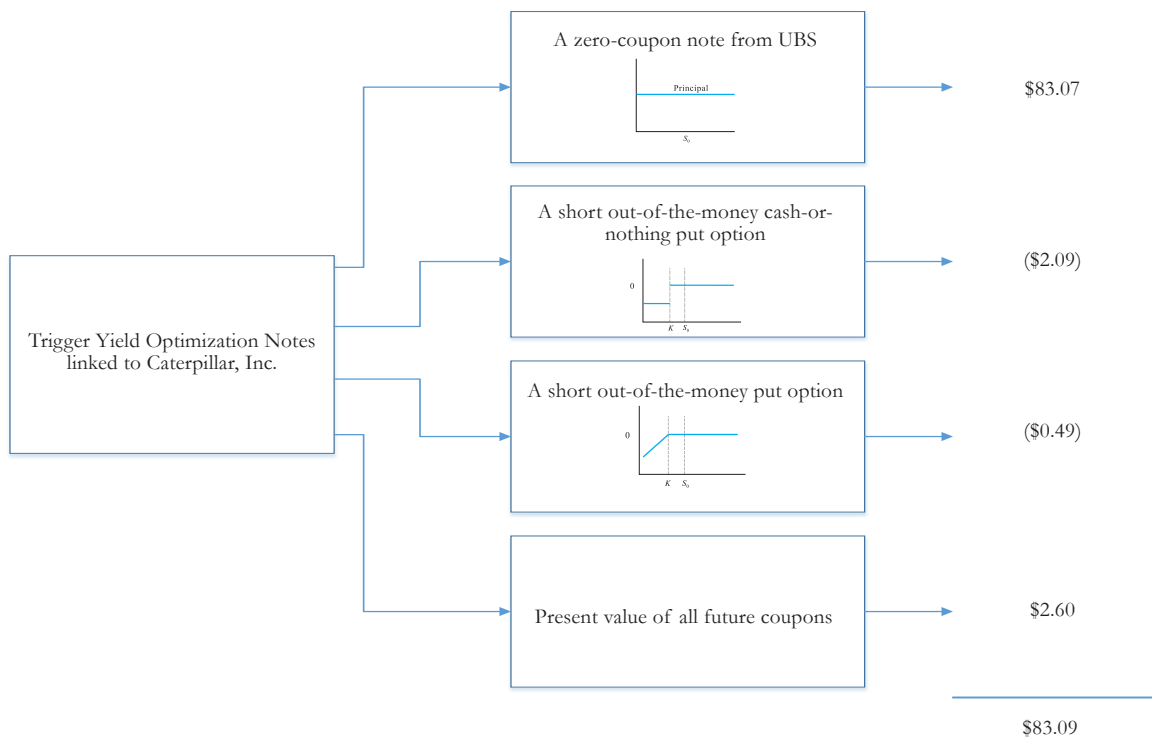 Trigger Yield Optimization Notes
linked to Caterpillar, Inc.
A zero-coupon note from UBS
Principal
S₀
$83.07
A short out-of-the-money cash-or-
nothing put option
0
K S₀
($2.09)
A short out-of-the-money put option
0
K S₀
($0.49)
Present value of all future coupons
$2.60
$83.09